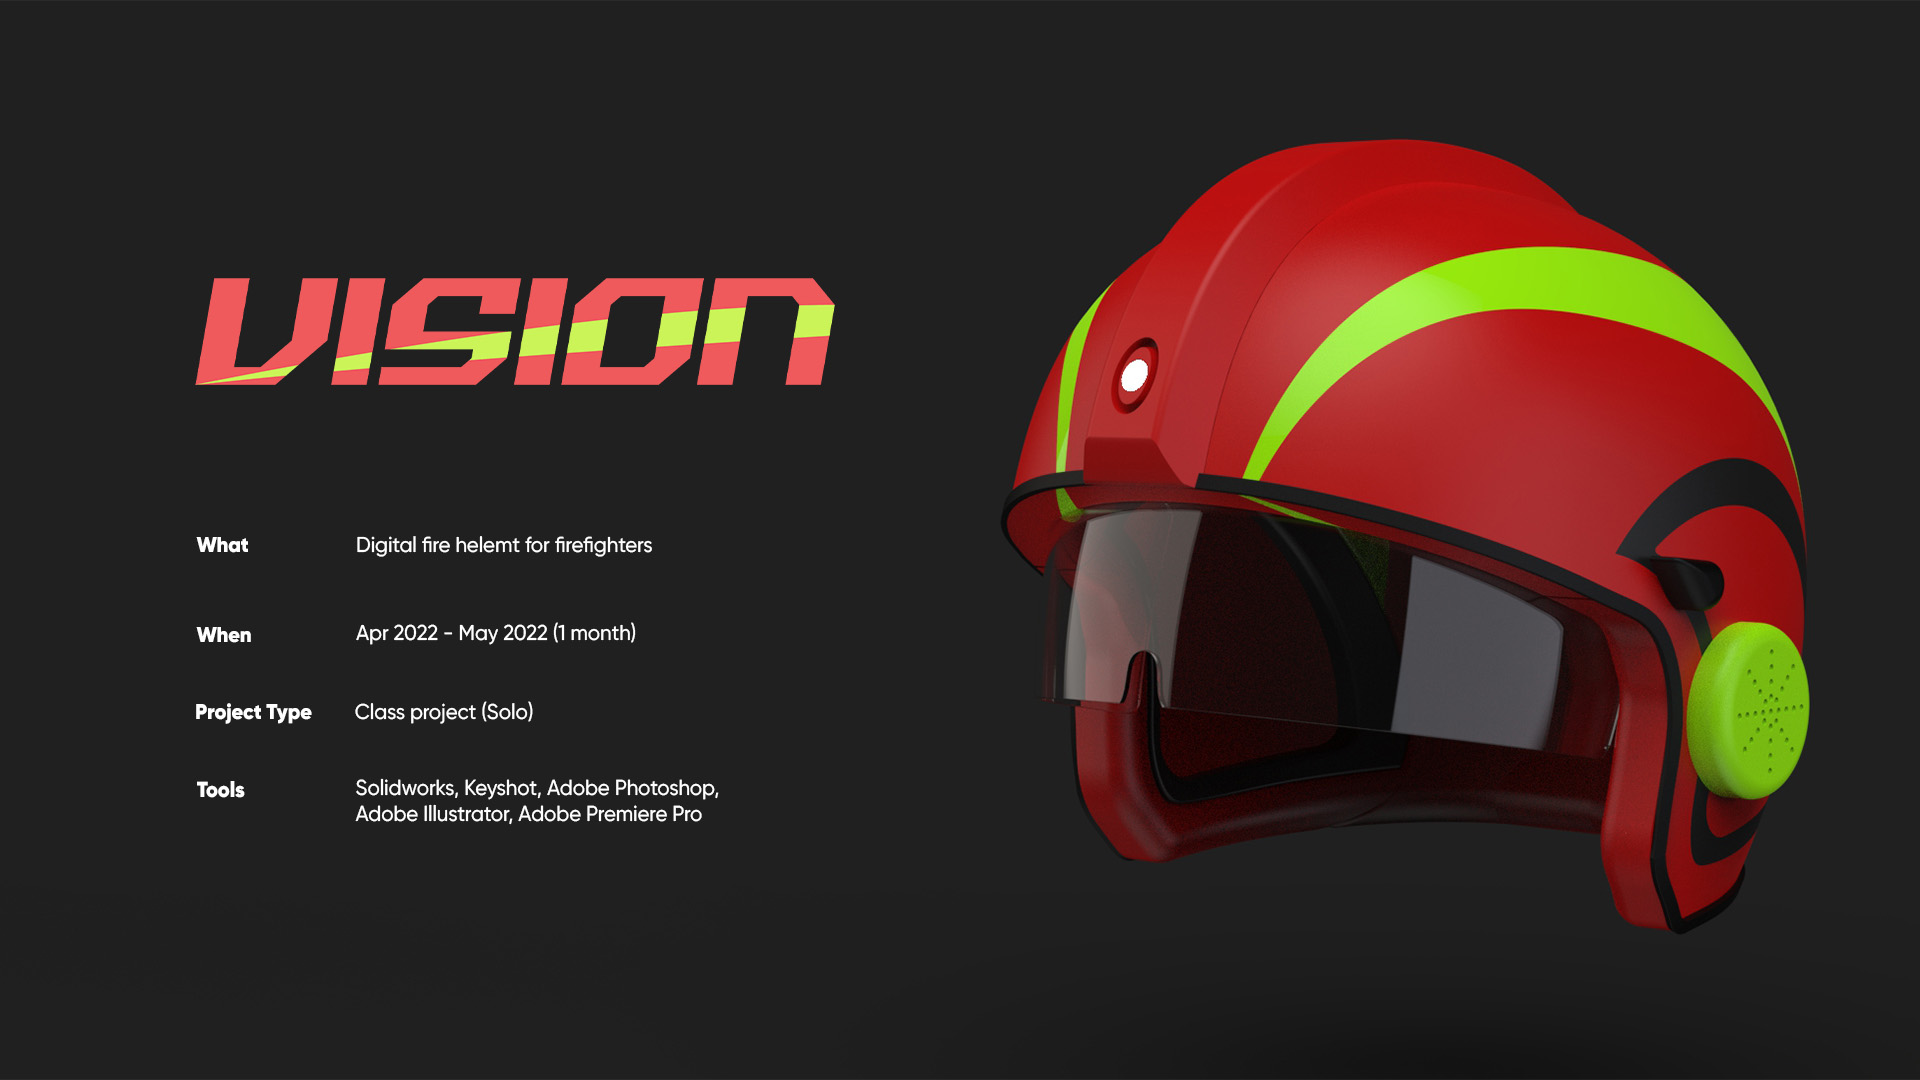 VISION
What
Digital fire helemt for firefighters
When
Apr 2022 - May 2022 (1 month)
Project Type
Class project (Solo)
Tools
Solidworks, Keyshot, Adobe Photoshop,
Adobe Illustrator, Adobe Premiere Pro